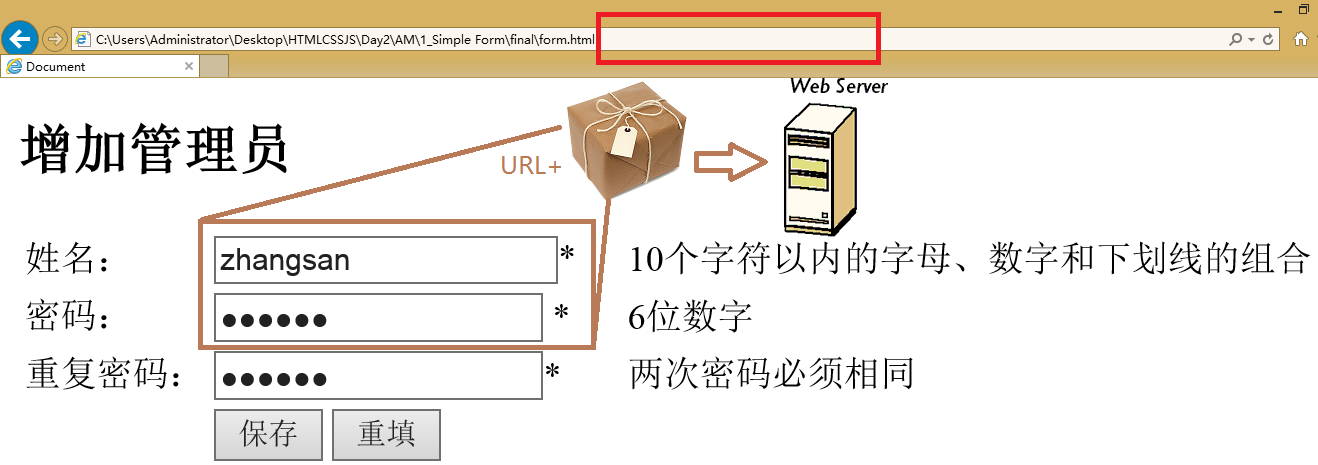 C:\Users\Administrator\Desktop\HTMLCSSJS\Day2\AM\1_Simple Form\final\form.html
Document
Web Server
增加管理员
URL+
姓名： zhangsan * 10个字符以内的字母、数字和下划线的组合
密码： ●●●●●● * 6位数字
重复密码： ●●●●●● * 两次密码必须相同
保存 重填